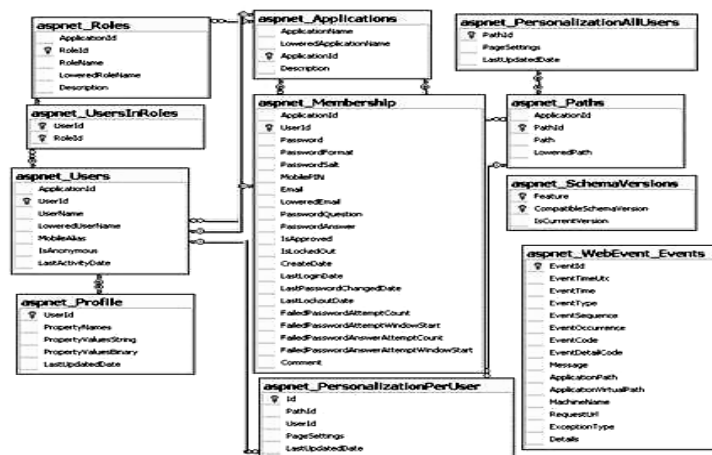 aspnet_Roles
ApplicationId
RoleId
RoleName
LoweredRoleName
Description
aspnet_UsersInRoles
UserId
RoleId
aspnet_Users
ApplicationId
UserId
UserName
LoweredUserName
MobileAlias
IsAnonymous
LastActivityDate
aspnet_Profile
UserId
PropertyNames
PropertyValuesString
PropertyValuesBinary
LastUpdatedDate
aspnet_Applications
ApplicationName
LoweredApplicationName
ApplicationId
Description
aspnet_Membership
ApplicationId
UserId
Password
PasswordFormat
PasswordSalt
MobilePIN
Email
LoweredEmail
PasswordQuestion
PasswordAnswer
IsApproved
IsLockedOut
CreateDate
LastLoginDate
LastPasswordChangedDate
LastLockoutDate
FailedPasswordAttemptCount
FailedPasswordAttemptWindowStart
FailedPasswordAnswerAttemptCount
FailedPasswordAnswerAttemptWindowStart
Comment
aspnet_PersonalizationPerUser
Id
PathId
UserId
PageSettings
LastUpdatedDate
aspnet_PersonalizationAllUsers
PathId
PageSettings
LastUpdatedDate
aspnet_Paths
ApplicationId
PathId
Path
LoweredPath
aspnet_SchemaVersions
Feature
CompatibleSchemaVersion
IsCurrentVersion
aspnet_WebEvent_Events
EventId
EventTimeUtc
EventTime
EventType
EventSequence
EventOccurrence
EventCode
EventDetailCode
Message
ApplicationPath
ApplicationVirtualPath
MachineName
RequestUrl
ExceptionType
Details